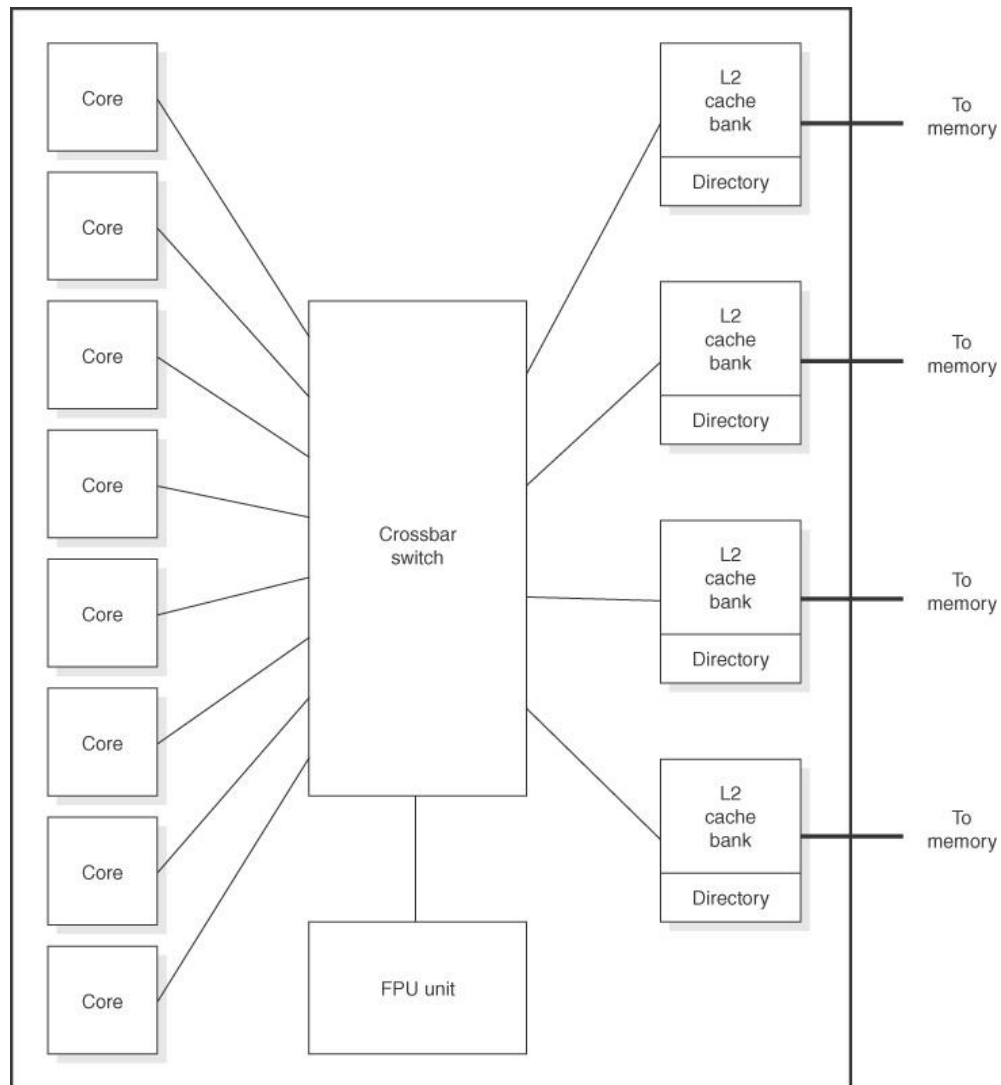 Core
Core
Core
Core
Core
Core
Core
Core
Crossbar
switch
FPU unit
L2
cache
bank
Directory
To
memory
L2
cache
bank
Directory
To
memory
L2
cache
bank
Directory
To
memory
L2
cache
bank
Directory
To
memory